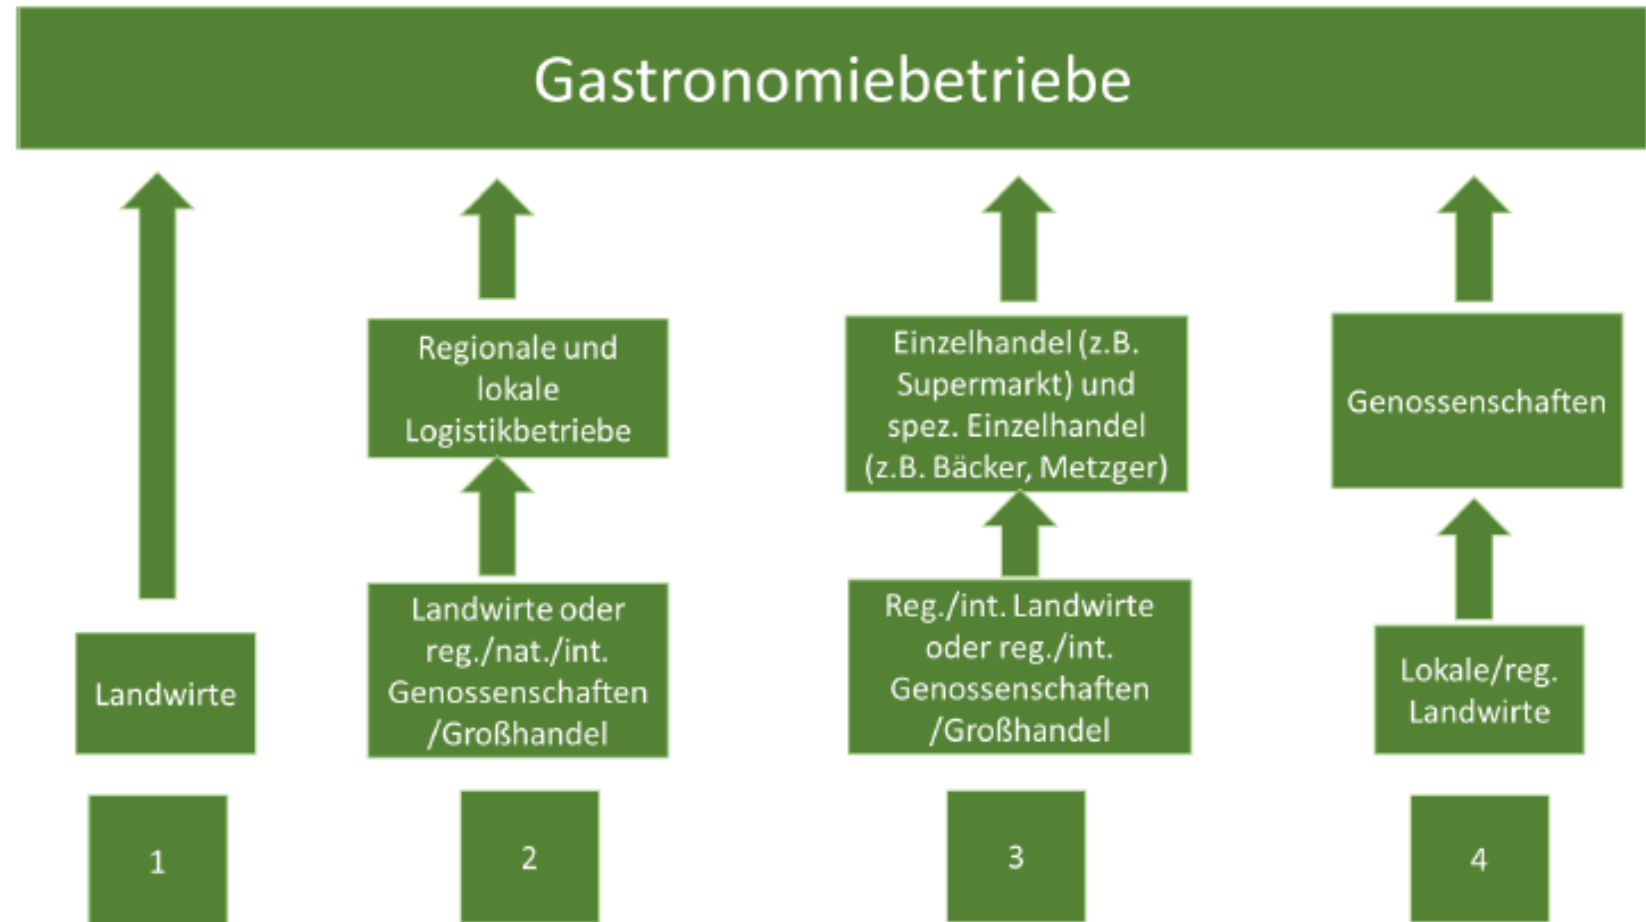 Gastronomiebetriebe
Regionale und
lokale
Logistikbetriebe
Einzelhandel (z.B.
Supermarkt) und
spez. Einzelhandel
(z.B. Bäcker, Metzger)
Genossenschaften
Landwirte
Landwirte oder
reg./nat./int.
Genossenschaften
/Großhandel
Reg./int. Landwirte
oder reg./int.
Genossenschaften
/Großhandel
Lokale/reg.
Landwirte
1
2
3
4